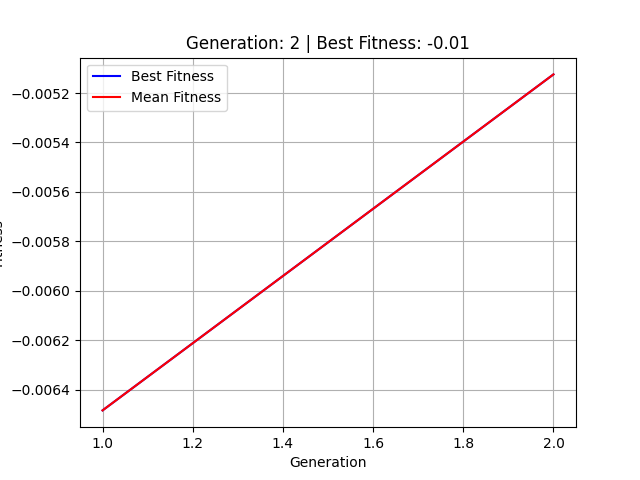 Generation: 2 | Best Fitness: -0.01
Best Fitness
Mean Fitness
−0.0052
−0.0054
−0.0056
−0.0058
−0.0060
−0.0062
−0.0064
1.0 1.2 1.4 1.6 1.8 2.0
Generation